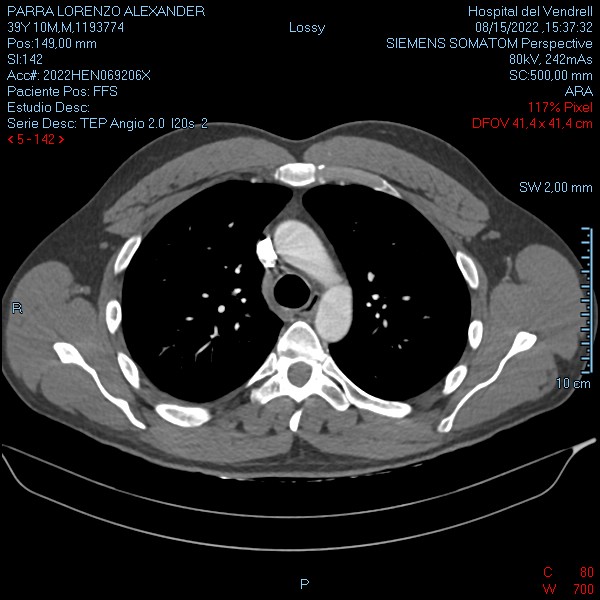 PARRA LORENZO ALEXANDER
39Y 10M,M,1193774
Pos:149,00 mm
SI:142
Acc#: 2022HEN069206X
Paciente Pos: FFS
Estudio Desc:
Serie Desc: TEP Angio 2.0 I20s 2
< 5 - 142 >
Lossy
Hospital del Vendrell
08/15/2022 ,15:37:32
SIEMENS SOMATOM Perspective
80kV, 242mAs
SC:500,00 mm
ARA
117% Pixel
DFOV 41,4 x 41,4 cm
SW 2,00 mm
R
10 cm
P
C 80
W 700